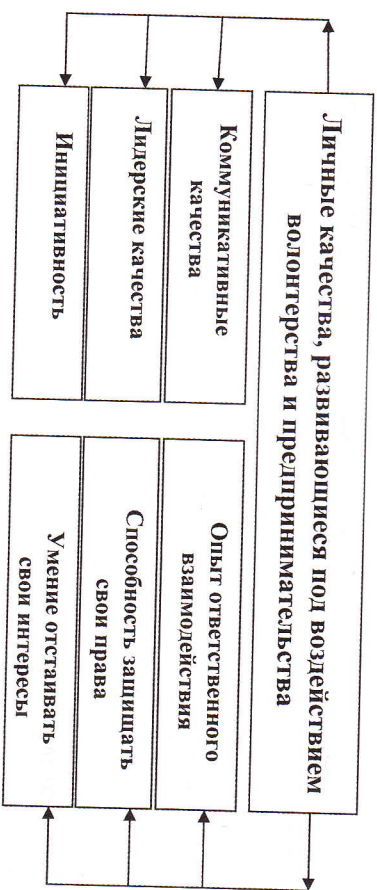 Личные качества, развивающиеся под воздействием
волонтерства и предпринимательства
Коммуникативные
качества
Лидерские качества
Инициативность
Опыт ответственного
взаимодействия
Способность защищать
свои права
Умение отстаивать
свои интересы